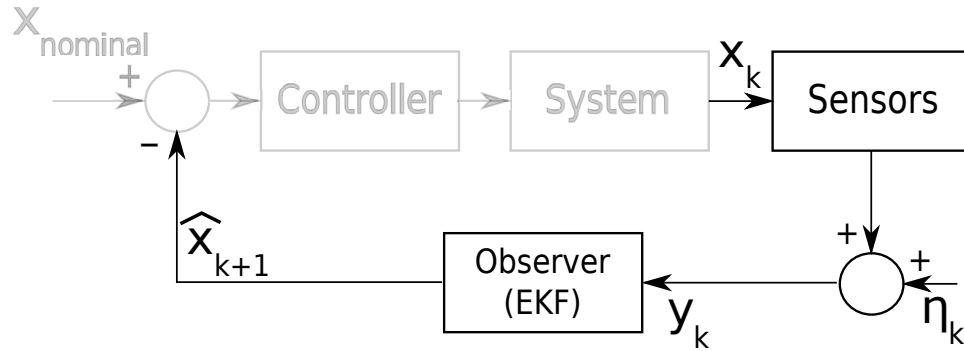 x_nominal
+
-
Controller
System
x_k
Sensors
+
+
η_k
y_k
Observer
(EKF)
x̂_k+1